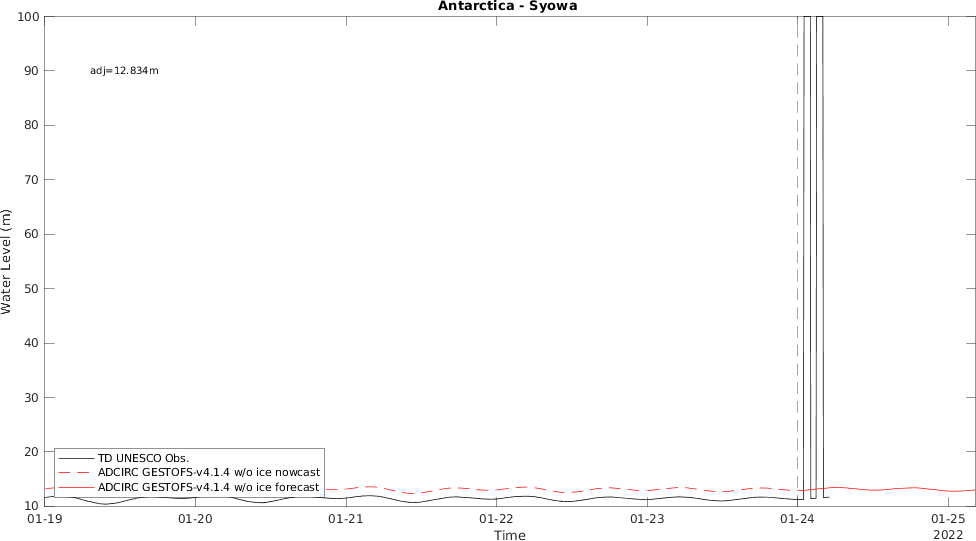 Antarctica - Syowa
100
adj=12.834m
90
80
70
60
50
40
30
20
10
Water Level (m)
TD UNESCO Obs.
ADCIRC GESTOFS-v4.1.4 w/o ice nowcast
ADCIRC GESTOFS-v4.1.4 w/o ice forecast
01-19 01-20 01-21 01-22 01-23 01-24 01-25
Time
2022